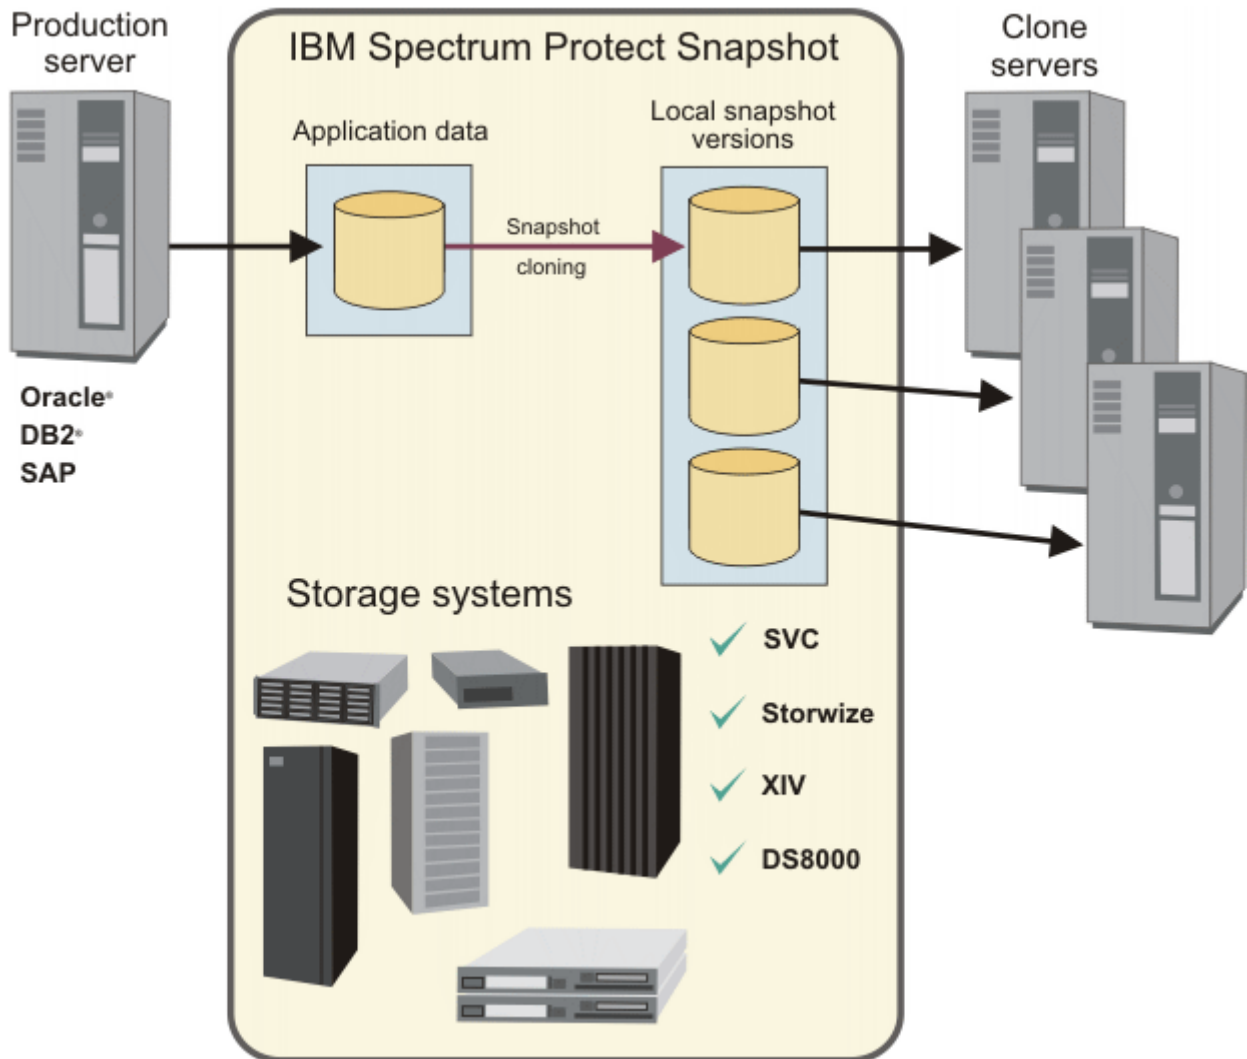 Production
server
IBM Spectrum Protect Snapshot
Clone
servers
Application data
Local snapshot
versions
Snapshot
cloning
Oracle®
DB2®
SAP
Storage systems
SVC
Storwize
XIV
DS8000